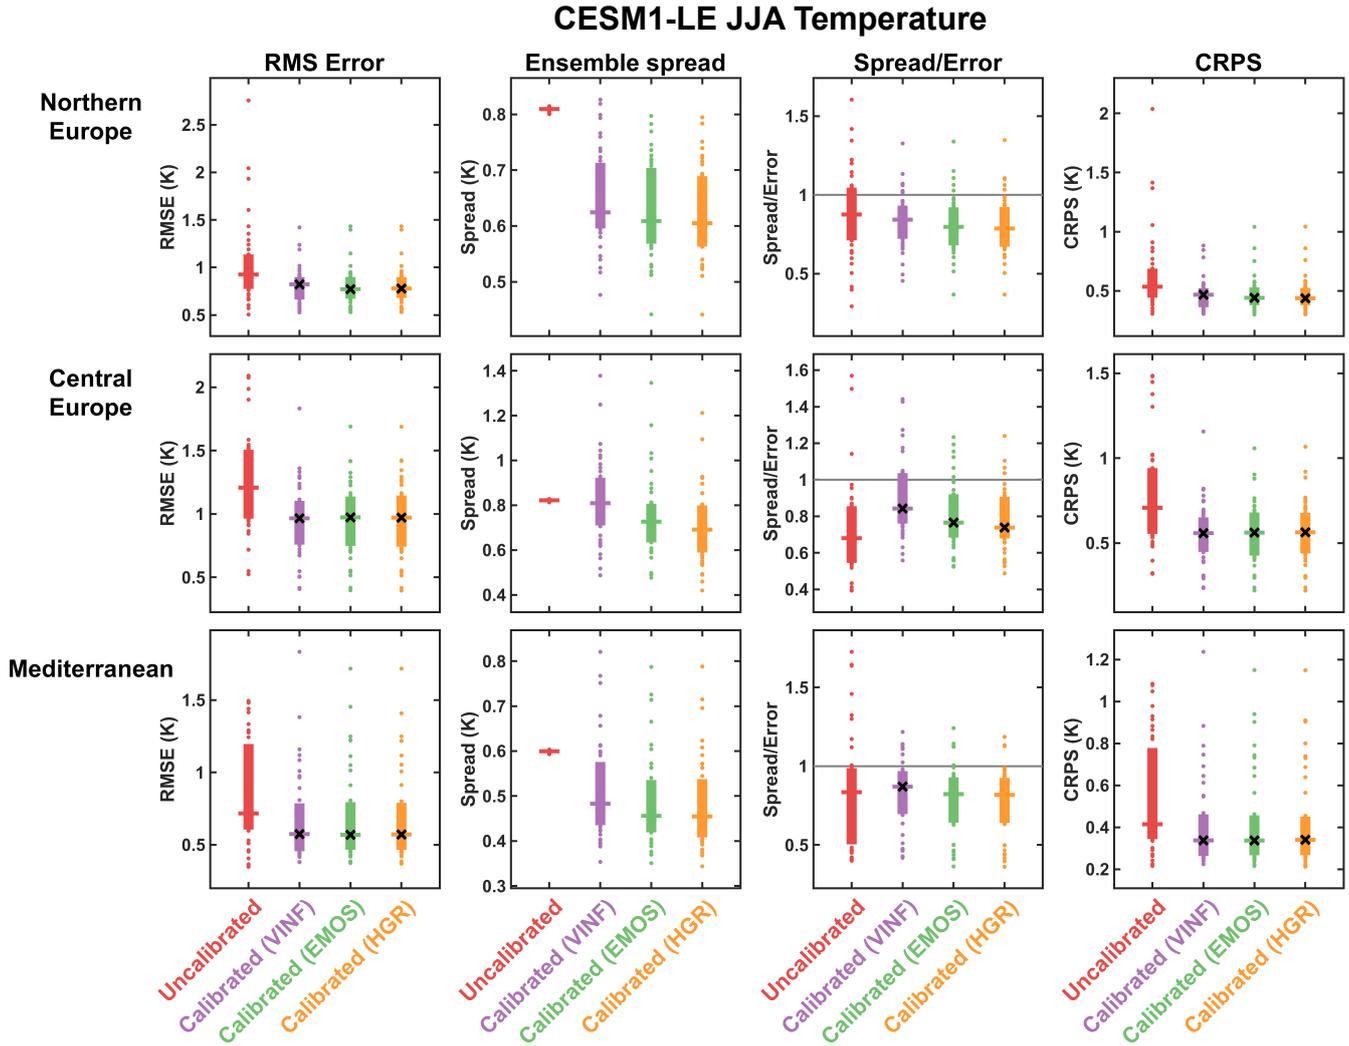 CESM1-LE JJA Temperature
RMS Error
Ensemble spread
Spread/Error
CRPS
Northern
Europe
RMSE (K)
2.5
2
1.5
1
0.5
Spread (K)
0.8
0.7
0.6
0.5
Spread/Error
1.5
1
0.5
CRPS (K)
2
1.5
1
0.5
Central
Europe
RMSE (K)
2
1.5
1
0.5
Spread (K)
1.4
1.2
1
0.8
0.6
0.4
Spread/Error
1.6
1.4
1.2
1
0.8
0.6
0.4
CRPS (K)
1.5
1
0.5
Mediterranean
RMSE (K)
1.5
1
0.5
Spread (K)
0.8
0.7
0.6
0.5
0.4
0.3
Spread/Error
1.5
1
0.5
CRPS (K)
1.2
1
0.8
0.6
0.4
0.2
Uncalibrated
Calibrated (VINF)
Calibrated (EMOS)
Calibrated (HGR)
Uncalibrated
Calibrated (VINF)
Calibrated (EMOS)
Calibrated (HGR)
Uncalibrated
Calibrated (VINF)
Calibrated (EMOS)
Calibrated (HGR)
Uncalibrated
Calibrated (VINF)
Calibrated (EMOS)
Calibrated (HGR)